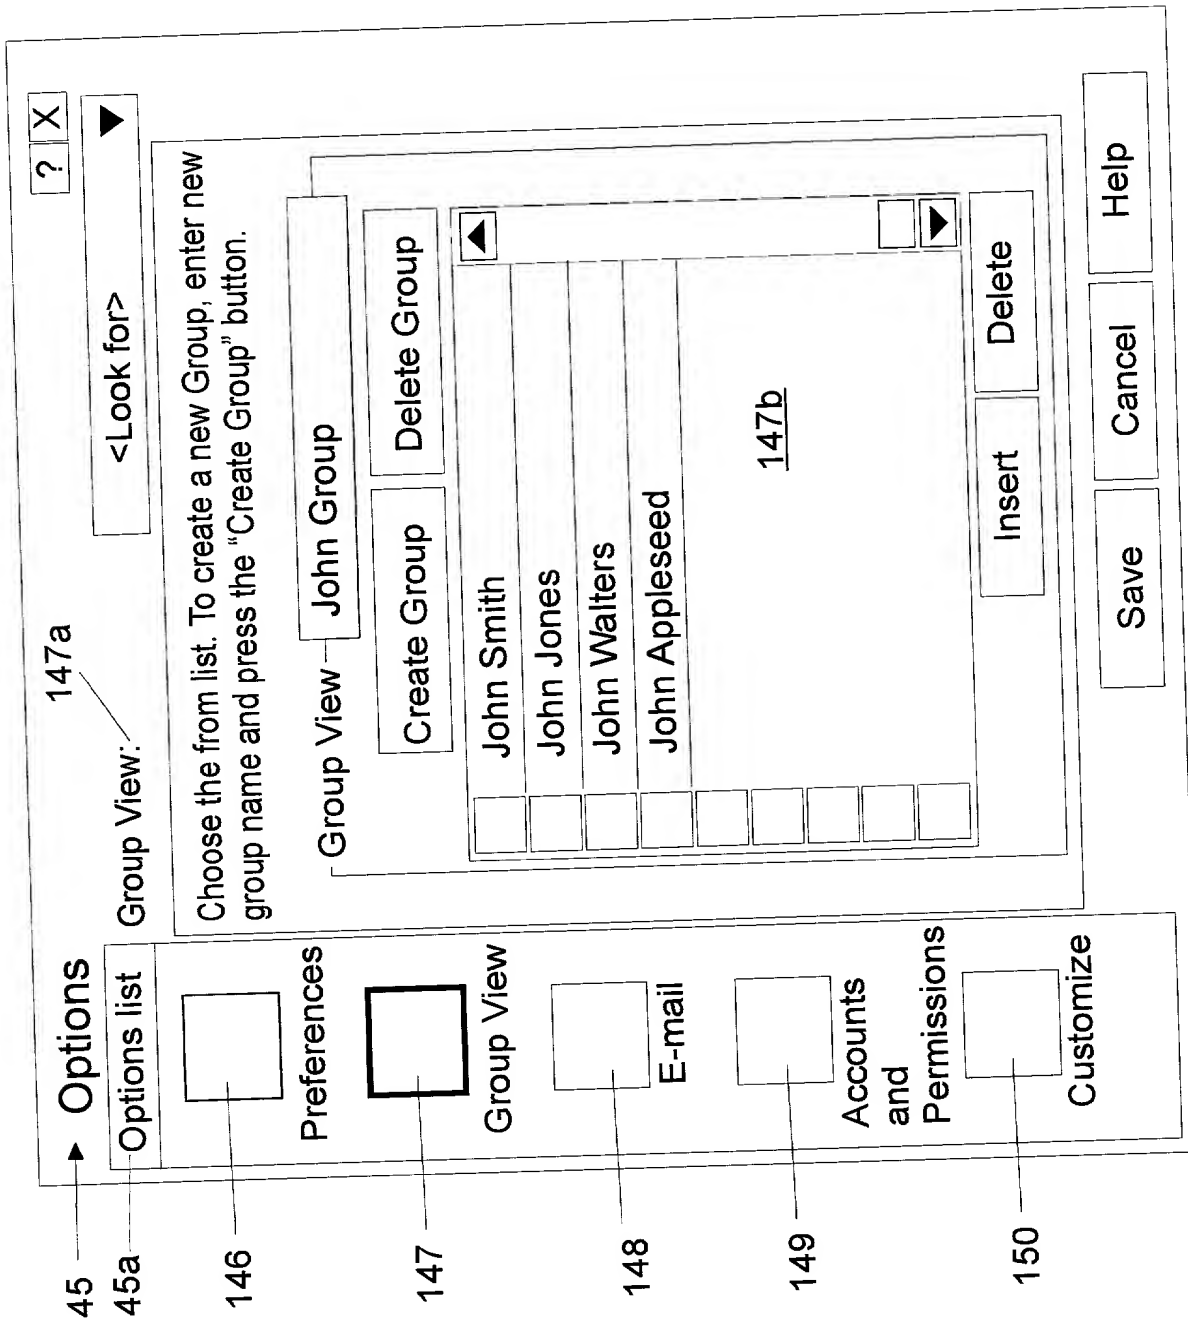 45
Options
?
X
45a
Options list
147a
Group View:
<Look for>
146
Preferences
147
Group View
148
E-mail
149
Accounts
and
Permissions
150
Customize
Choose the from list. To create a new Group, enter new
group name and press the “Create Group” button.
Group View
John Group
Create Group
Delete Group
John Smith
John Jones
John Walters
John Appleseed
147b
Insert
Delete
Save
Cancel
Help